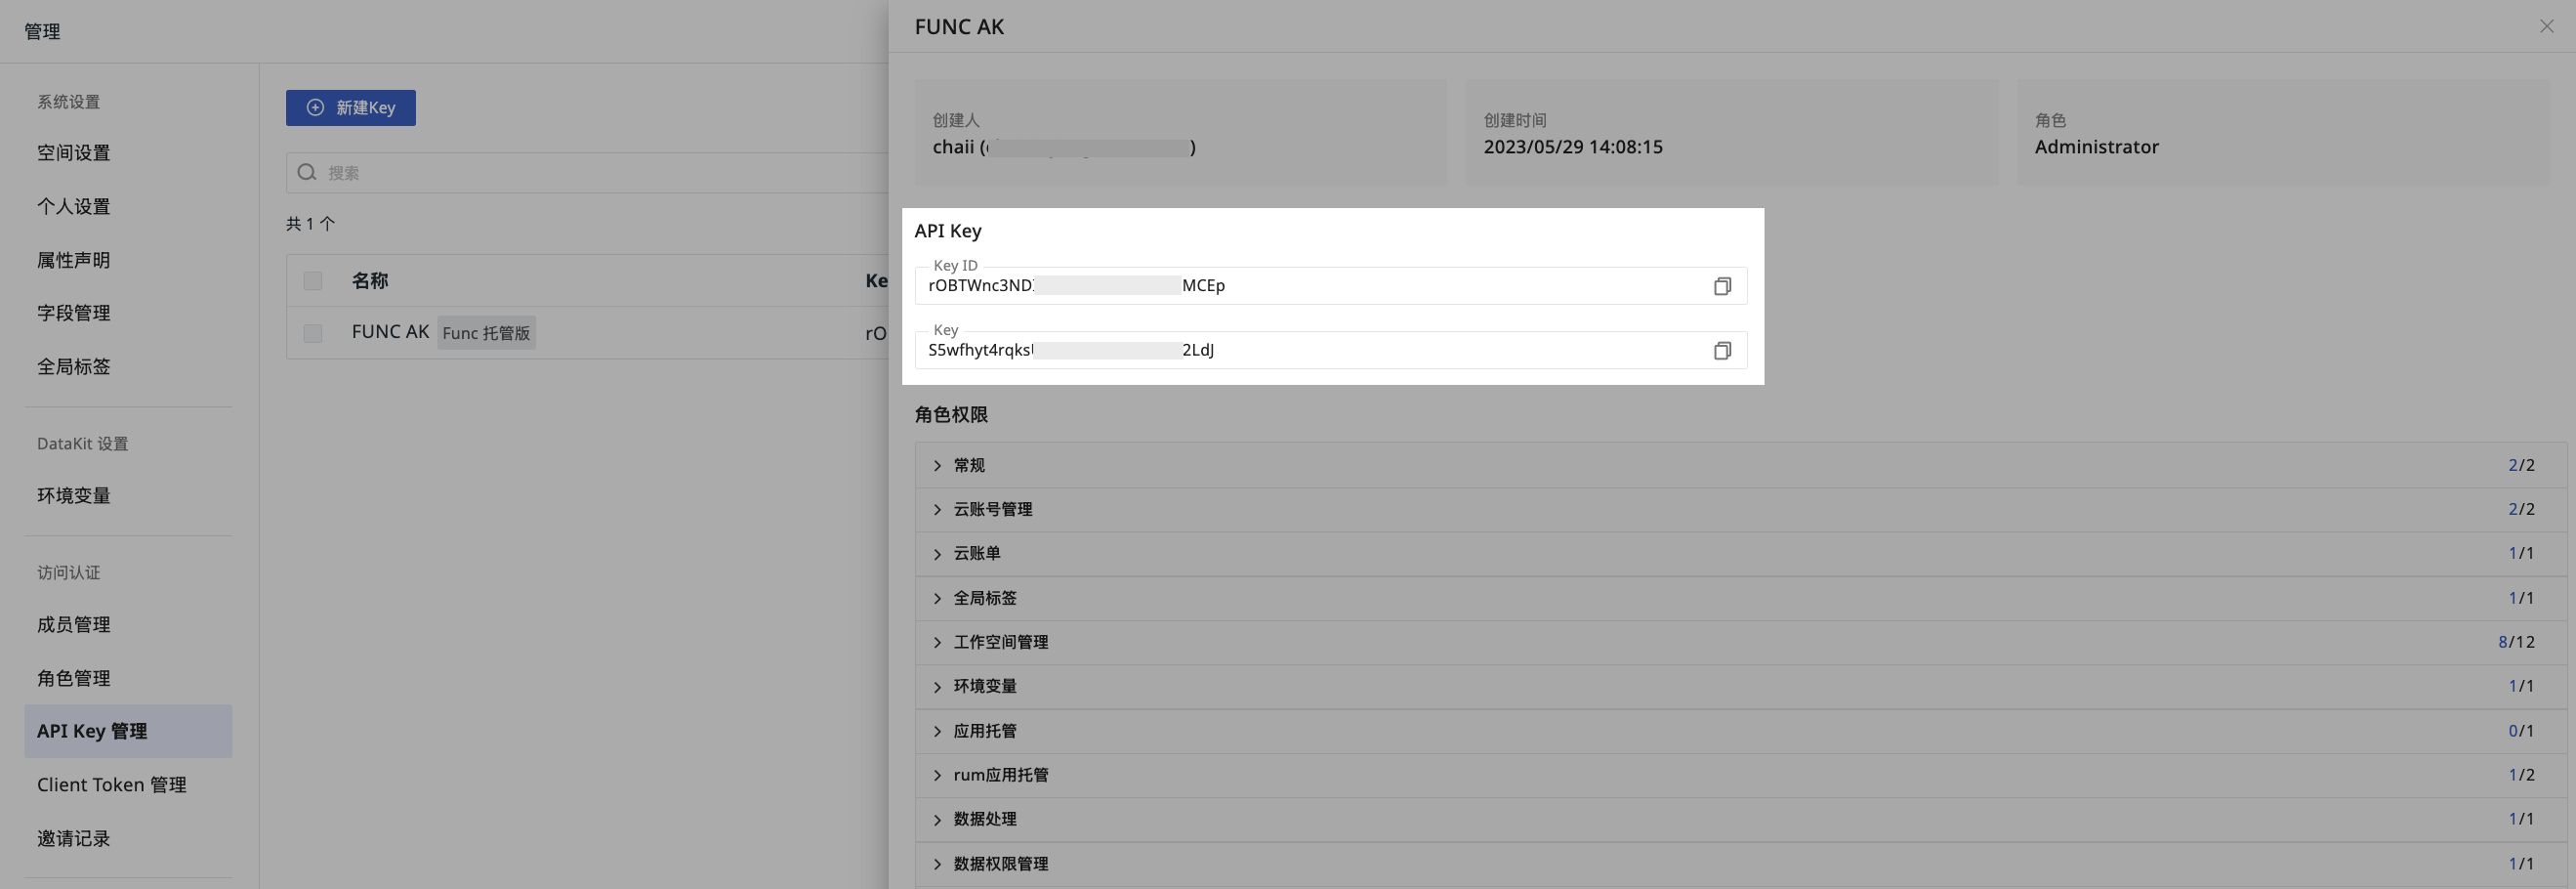 管理
系统设置
空间设置
个人设置
属性声明
字段管理
全局标签
DataKit 设置
环境变量
访问认证
成员管理
角色管理
API Key 管理
Client Token 管理
邀请记录
新建Key
搜索
共 1 个
名称 Ke
FUNC AK Func 托管版 rO
FUNC AK
创建人
chaii ( )
创建时间
2023/05/29 14:08:15
角色
Administrator
API Key
Key ID
rOBTWnc3ND MCEp
Key
S5wfhyt4rqks 2LdJ
角色权限
常规 2/2
云账号管理 2/2
云账单 1/1
全局标签 1/1
工作空间管理 8/12
环境变量 1/1
应用托管 0/1
rum应用托管 1/2
数据处理 1/1
数据权限管理 1/1